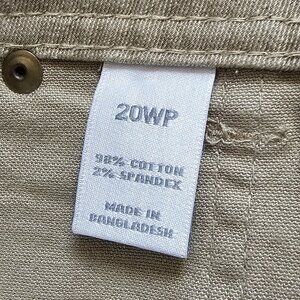 20WP
98% COTTON
2% SPANDEX
MADE IN
BANGLADESH